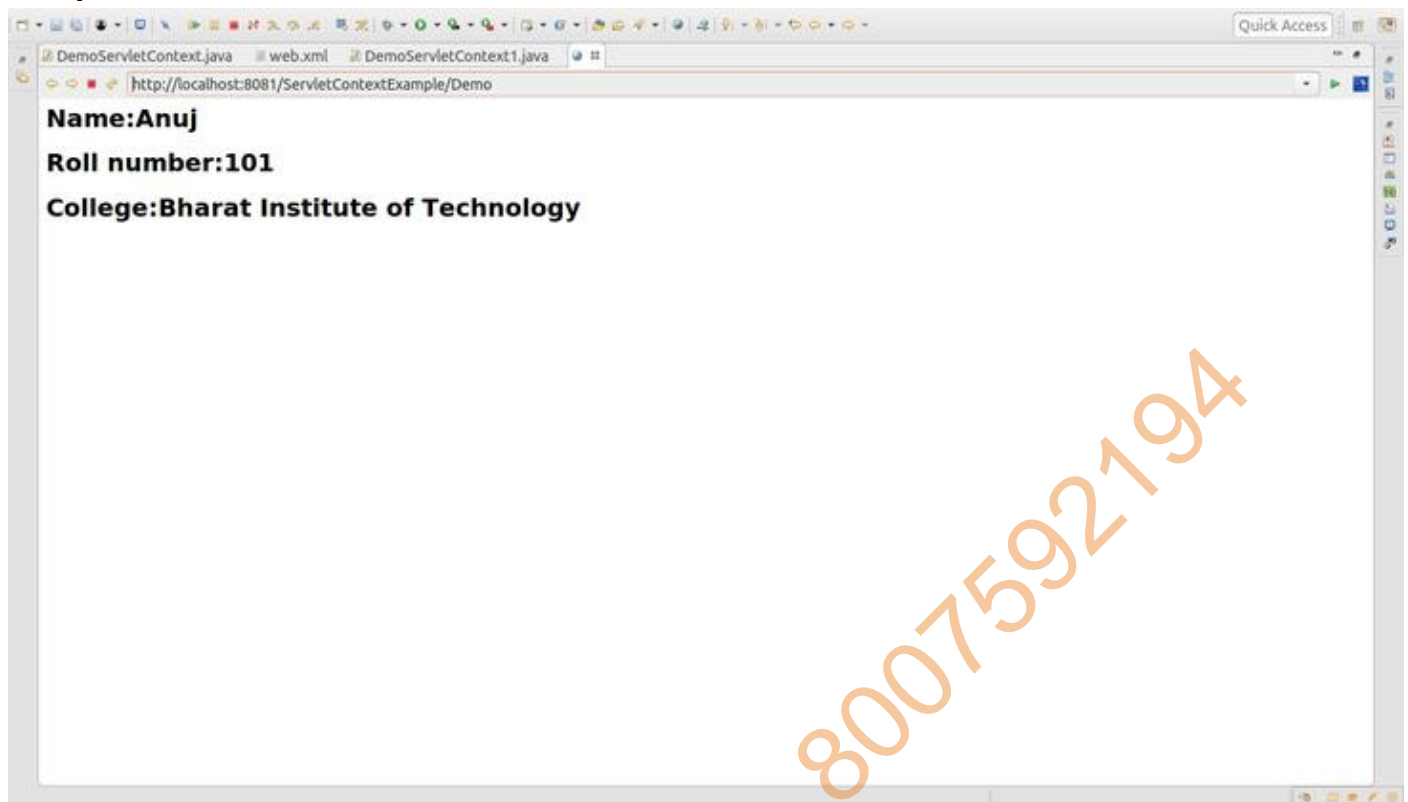 Quick Access
DemoServletContext.java web.xml DemoServletContext1.java
http://localhost:8081/ServletContextExample/Demo
Name:Anuj
Roll number:101
College:Bharat Institute of Technology
8007592194